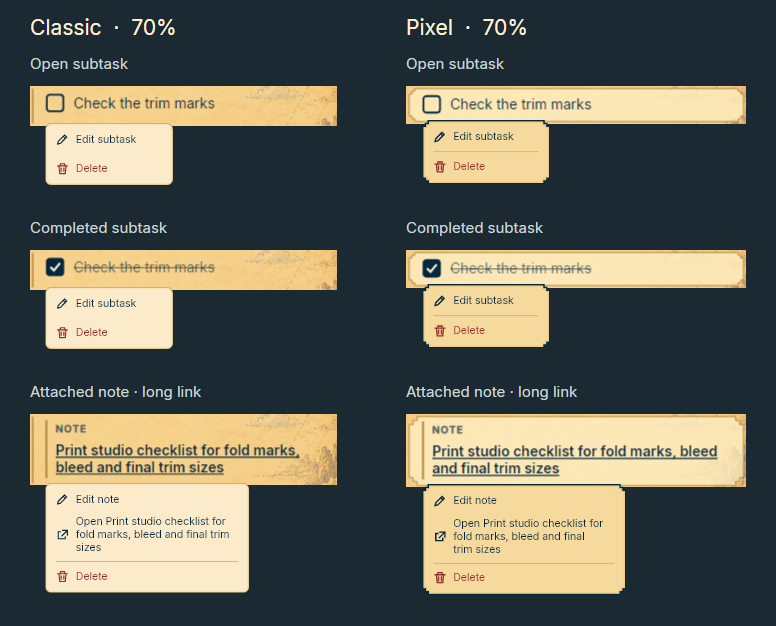 Classic · 70%
Open subtask
Check the trim marks
Edit subtask
Delete
Completed subtask
Check the trim marks
Edit subtask
Delete
Attached note · long link
NOTE
Print studio checklist for fold marks,
bleed and final trim sizes
Edit note
Open Print studio checklist for
fold marks, bleed and final trim
sizes
Delete
Pixel · 70%
Open subtask
Check the trim marks
Edit subtask
Delete
Completed subtask
Check the trim marks
Edit subtask
Delete
Attached note · long link
NOTE
Print studio checklist for fold marks, bleed
and final trim sizes
Edit note
Open Print studio checklist for
fold marks, bleed and final
trim sizes
Delete